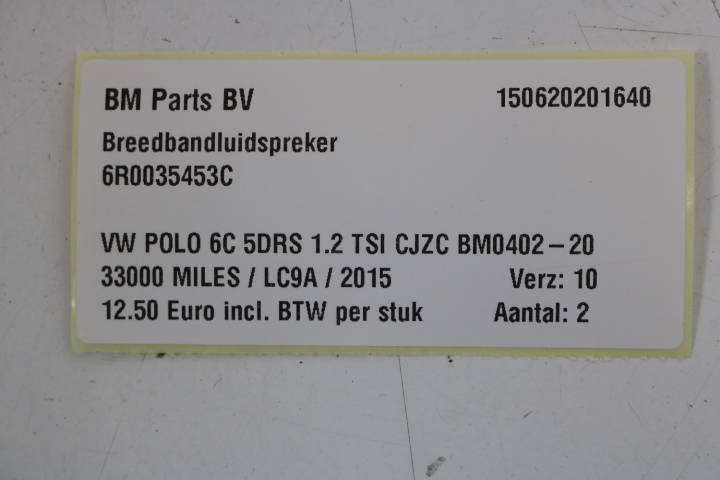 BM Parts BV 150620201640
Breedbandluidspreker
6R0035453C
VW POLO 6C 5DRS 1.2 TSI CJZC BM0402-20
33000 MILES / LC9A / 2015 Verz: 10
12.50 Euro incl. BTW per stuk Aantal: 2